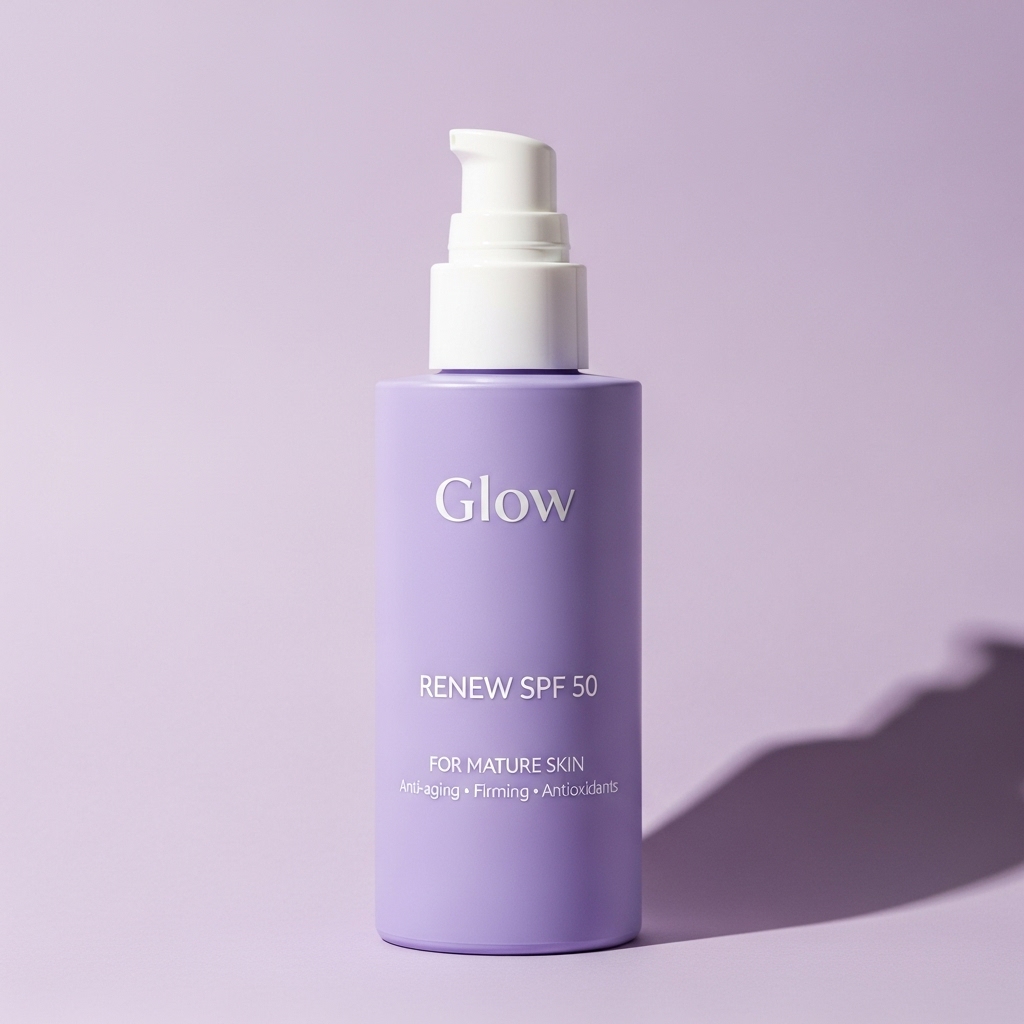 Glow
RENEW SPF 50
FOR MATURE SKIN
Anti-aging • Firming • Antioxidants